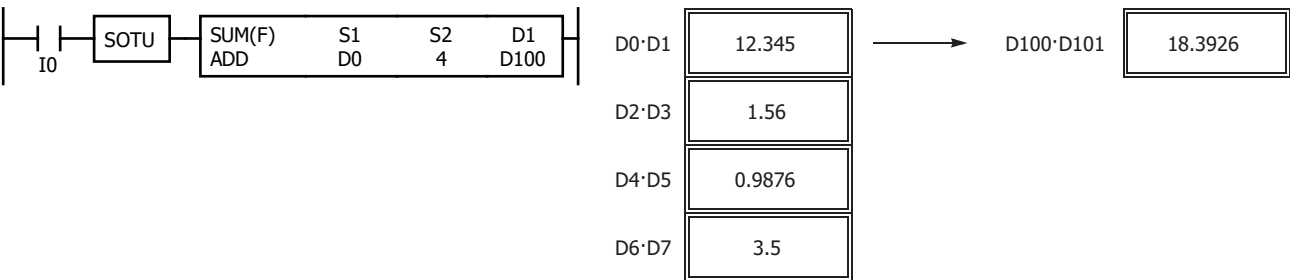 I0
SOTU
SUM(F) S1 S2 D1
ADD D0 4 D100
D0·D1 12.345 D100·D101 18.3926
D2·D3 1.56
D4·D5 0.9876
D6·D7 3.5